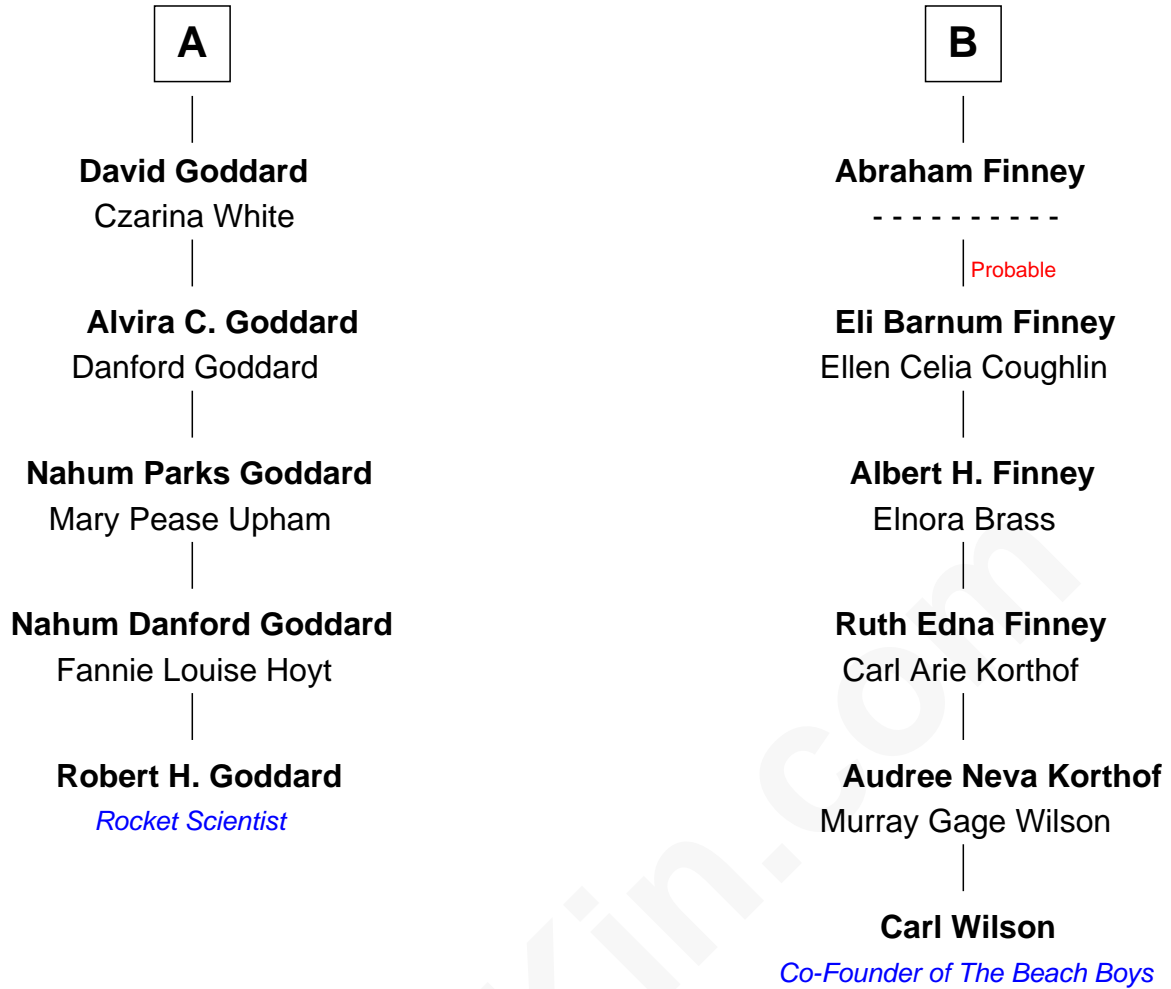 A
David Goddard
Czarina White
Alvira C. Goddard
Danford Goddard
Nahum Parks Goddard
Mary Pease Upham
Nahum Danford Goddard
Fannie Louise Hoyt
Robert H. Goddard
Rocket Scientist
B
Abraham Finney
- - - - - - - - - -
Probable
Eli Barnum Finney
Ellen Celia Coughlin
Albert H. Finney
Elnora Brass
Ruth Edna Finney
Carl Arie Korthof
Audree Neva Korthof
Murray Gage Wilson
Carl Wilson
Co-Founder of The Beach Boys
Kin.com